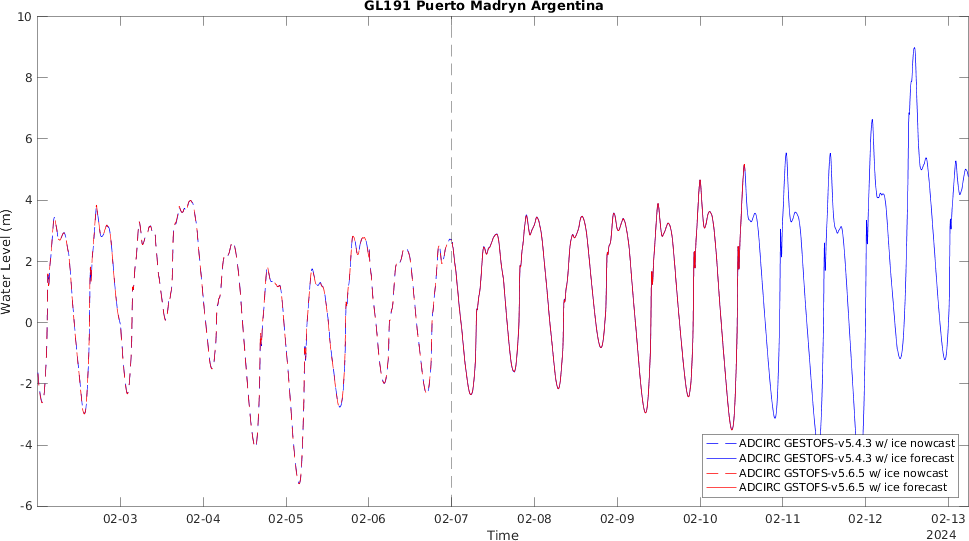 GL191 Puerto Madryn Argentina
10
8
6
4
2
0
-2
-4
-6
Water Level (m)
02-03 02-04 02-05 02-06 02-07 02-08 02-09 02-10 02-11 02-12 02-13
Time
2024
ADCIRC GESTOFS-v5.4.3 w/ ice nowcast
ADCIRC GESTOFS-v5.4.3 w/ ice forecast
ADCIRC GSTOFS-v5.6.5 w/ ice nowcast
ADCIRC GSTOFS-v5.6.5 w/ ice forecast